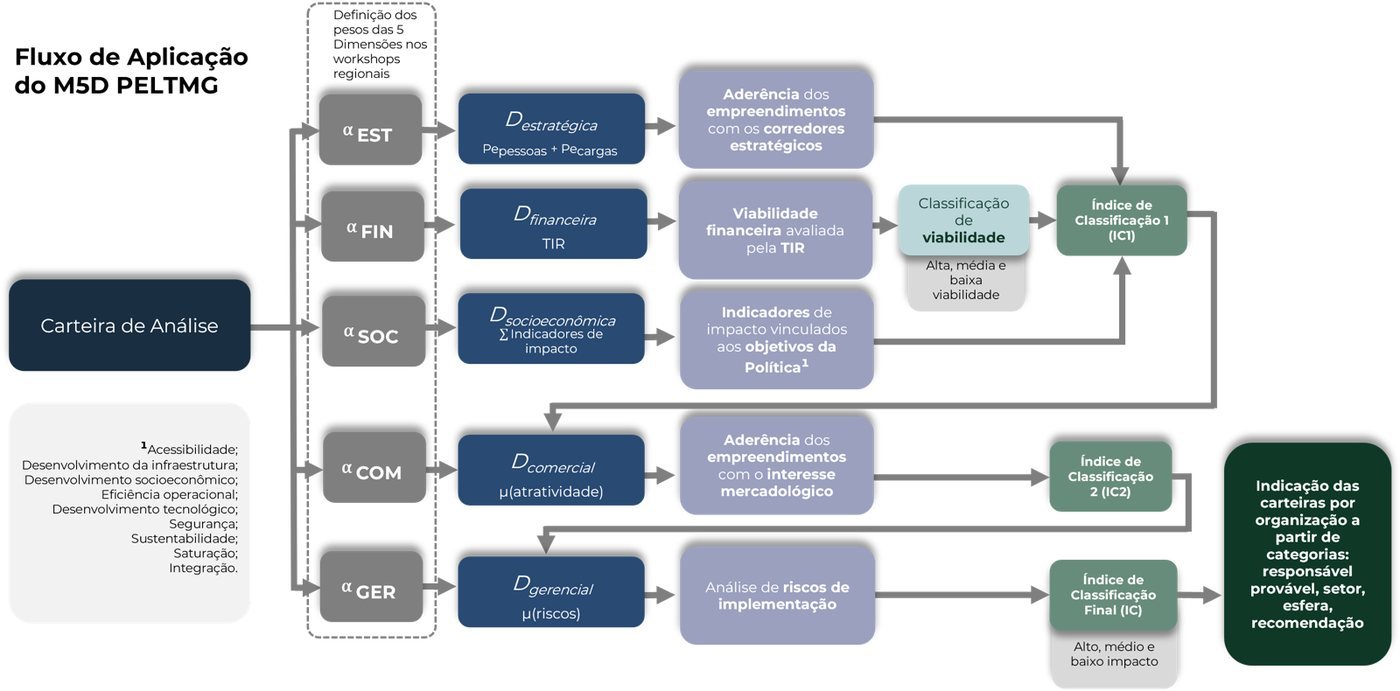 Fluxo de Aplicação
do M5D PELTMG
Definição dos
pesos das 5
Dimensões nos
workshops
regionais
α EST
D estratégica
Pepessoas + Pecargas
Aderência dos
empreendimentos
com os corredores
estratégicos
α FIN
D financeira
TIR
Viabilidade
financeira avaliada
pela TIR
Classificação
de
viabilidade
Alta, média e
baixa
viabilidade
Índice de
Classificação 1
(IC1)
Carteira de Análise
α SOC
D socioeconômica
∑ Indicadores de
impacto
Indicadores de
impacto vinculados
aos objetivos da
Política¹
¹Acessibilidade;
Desenvolvimento da infraestrutura;
Desenvolvimento socioeconômico;
Eficiência operacional;
Desenvolvimento tecnológico;
Segurança;
Sustentabilidade;
Saturação;
Integração.
α COM
D comercial
µ(atratividade)
Aderência dos
empreendimentos
com o interesse
mercadológico
Índice de
Classificação
2 (IC2)
α GER
D gerencial
µ(riscos)
Análise de riscos de
implementação
Índice de
Classificação
Final (IC)
Alto, médio e
baixo impacto
Indicação das
carteiras por
organização a
partir de
categorias:
responsável
provável, setor,
esfera,
recomendação